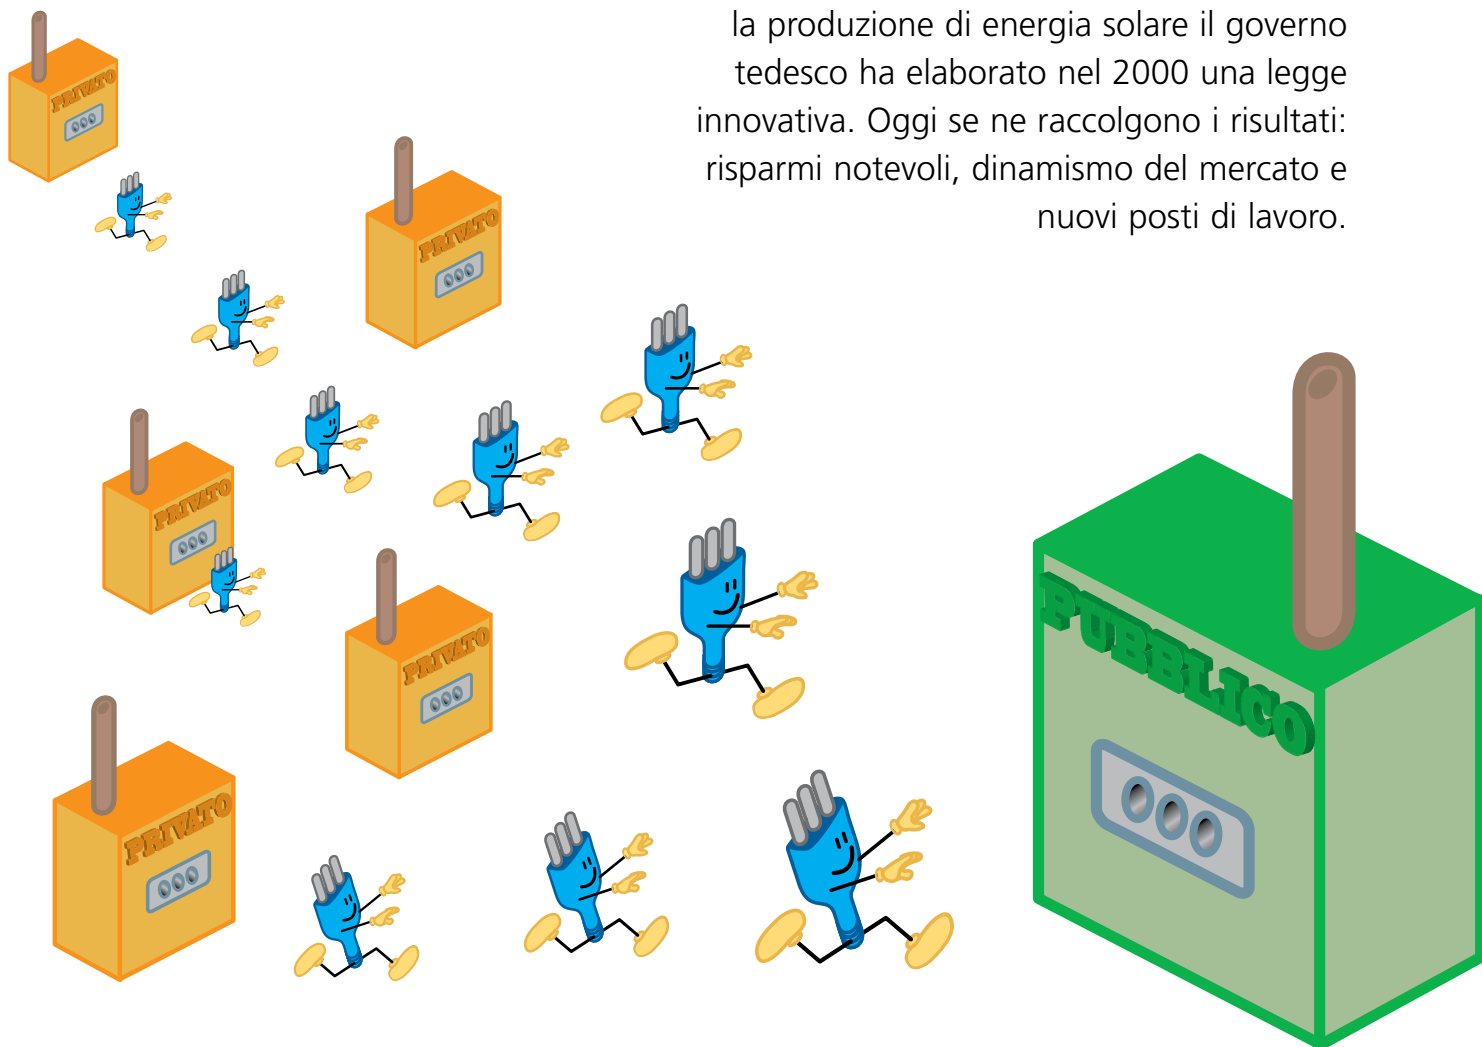 la produzione di energia solare il governo
tedesco ha elaborato nel 2000 una legge
innovativa. Oggi se ne raccolgono i risultati:
risparmi notevoli, dinamismo del mercato e
nuovi posti di lavoro.
PRIVATO
PRIVATO
PRIVATO
PUBBLICO
PRIVATO
PRIVATO